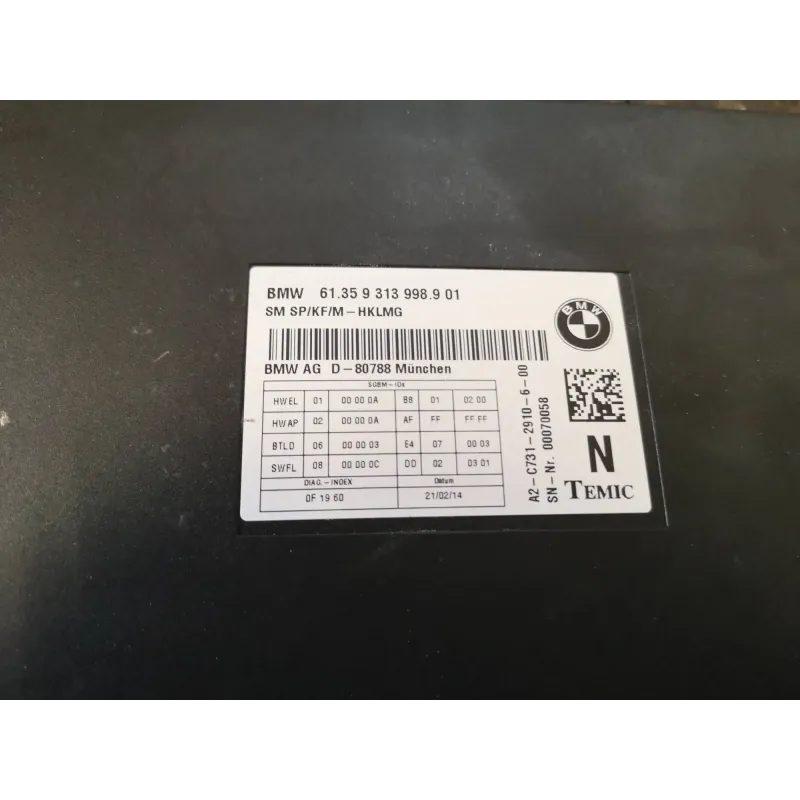 BMW 61.35 9 313 998.9 01
SM SP/KF/M-HKLMG
BMW
BMW AG D-80788 München
SGBM-IDs
HWEL 01 00 00 0A B8 01 02 00
HWAP 02 00 00 0A AF FF FF FF
BTLD 06 00 00 03 E4 07 00 03
SWFL 08 00 00 0C DD 02 03 01
DIAG.-INDEX Datum
0F 19 60 21/02/14
A2-C731-2910-6-00
SN-Nr. 00070058
N
TEMIC